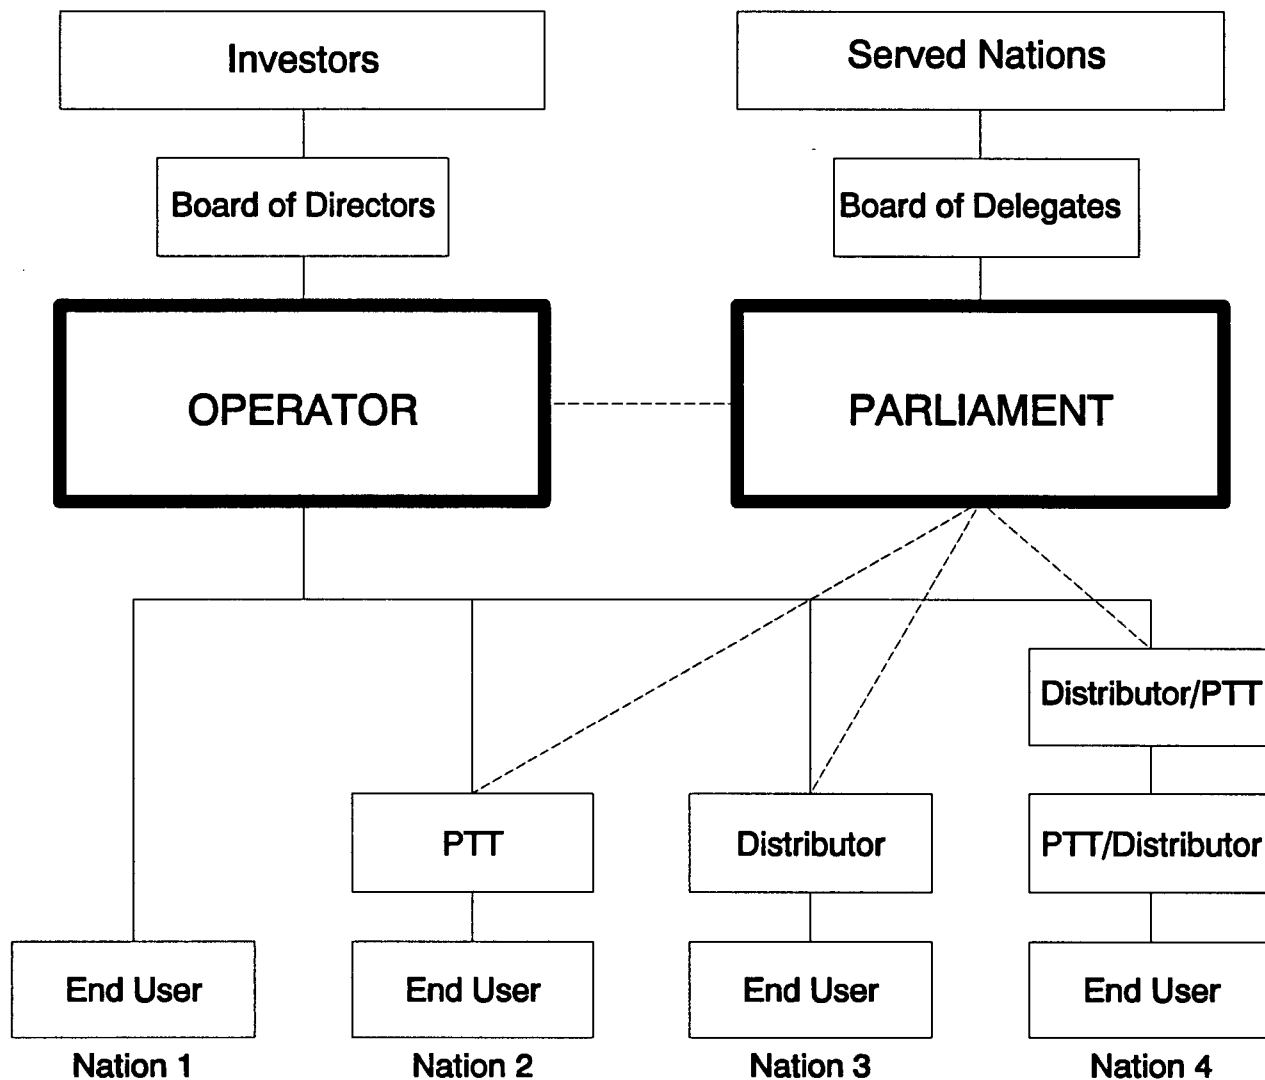 Investors
Served Nations
Board of Directors
Board of Delegates
OPERATOR
PARLIAMENT
Distributor/PTT
PTT
Distributor
PTT/Distributor
End User
End User
End User
End User
Nation 1
Nation 2
Nation 3
Nation 4